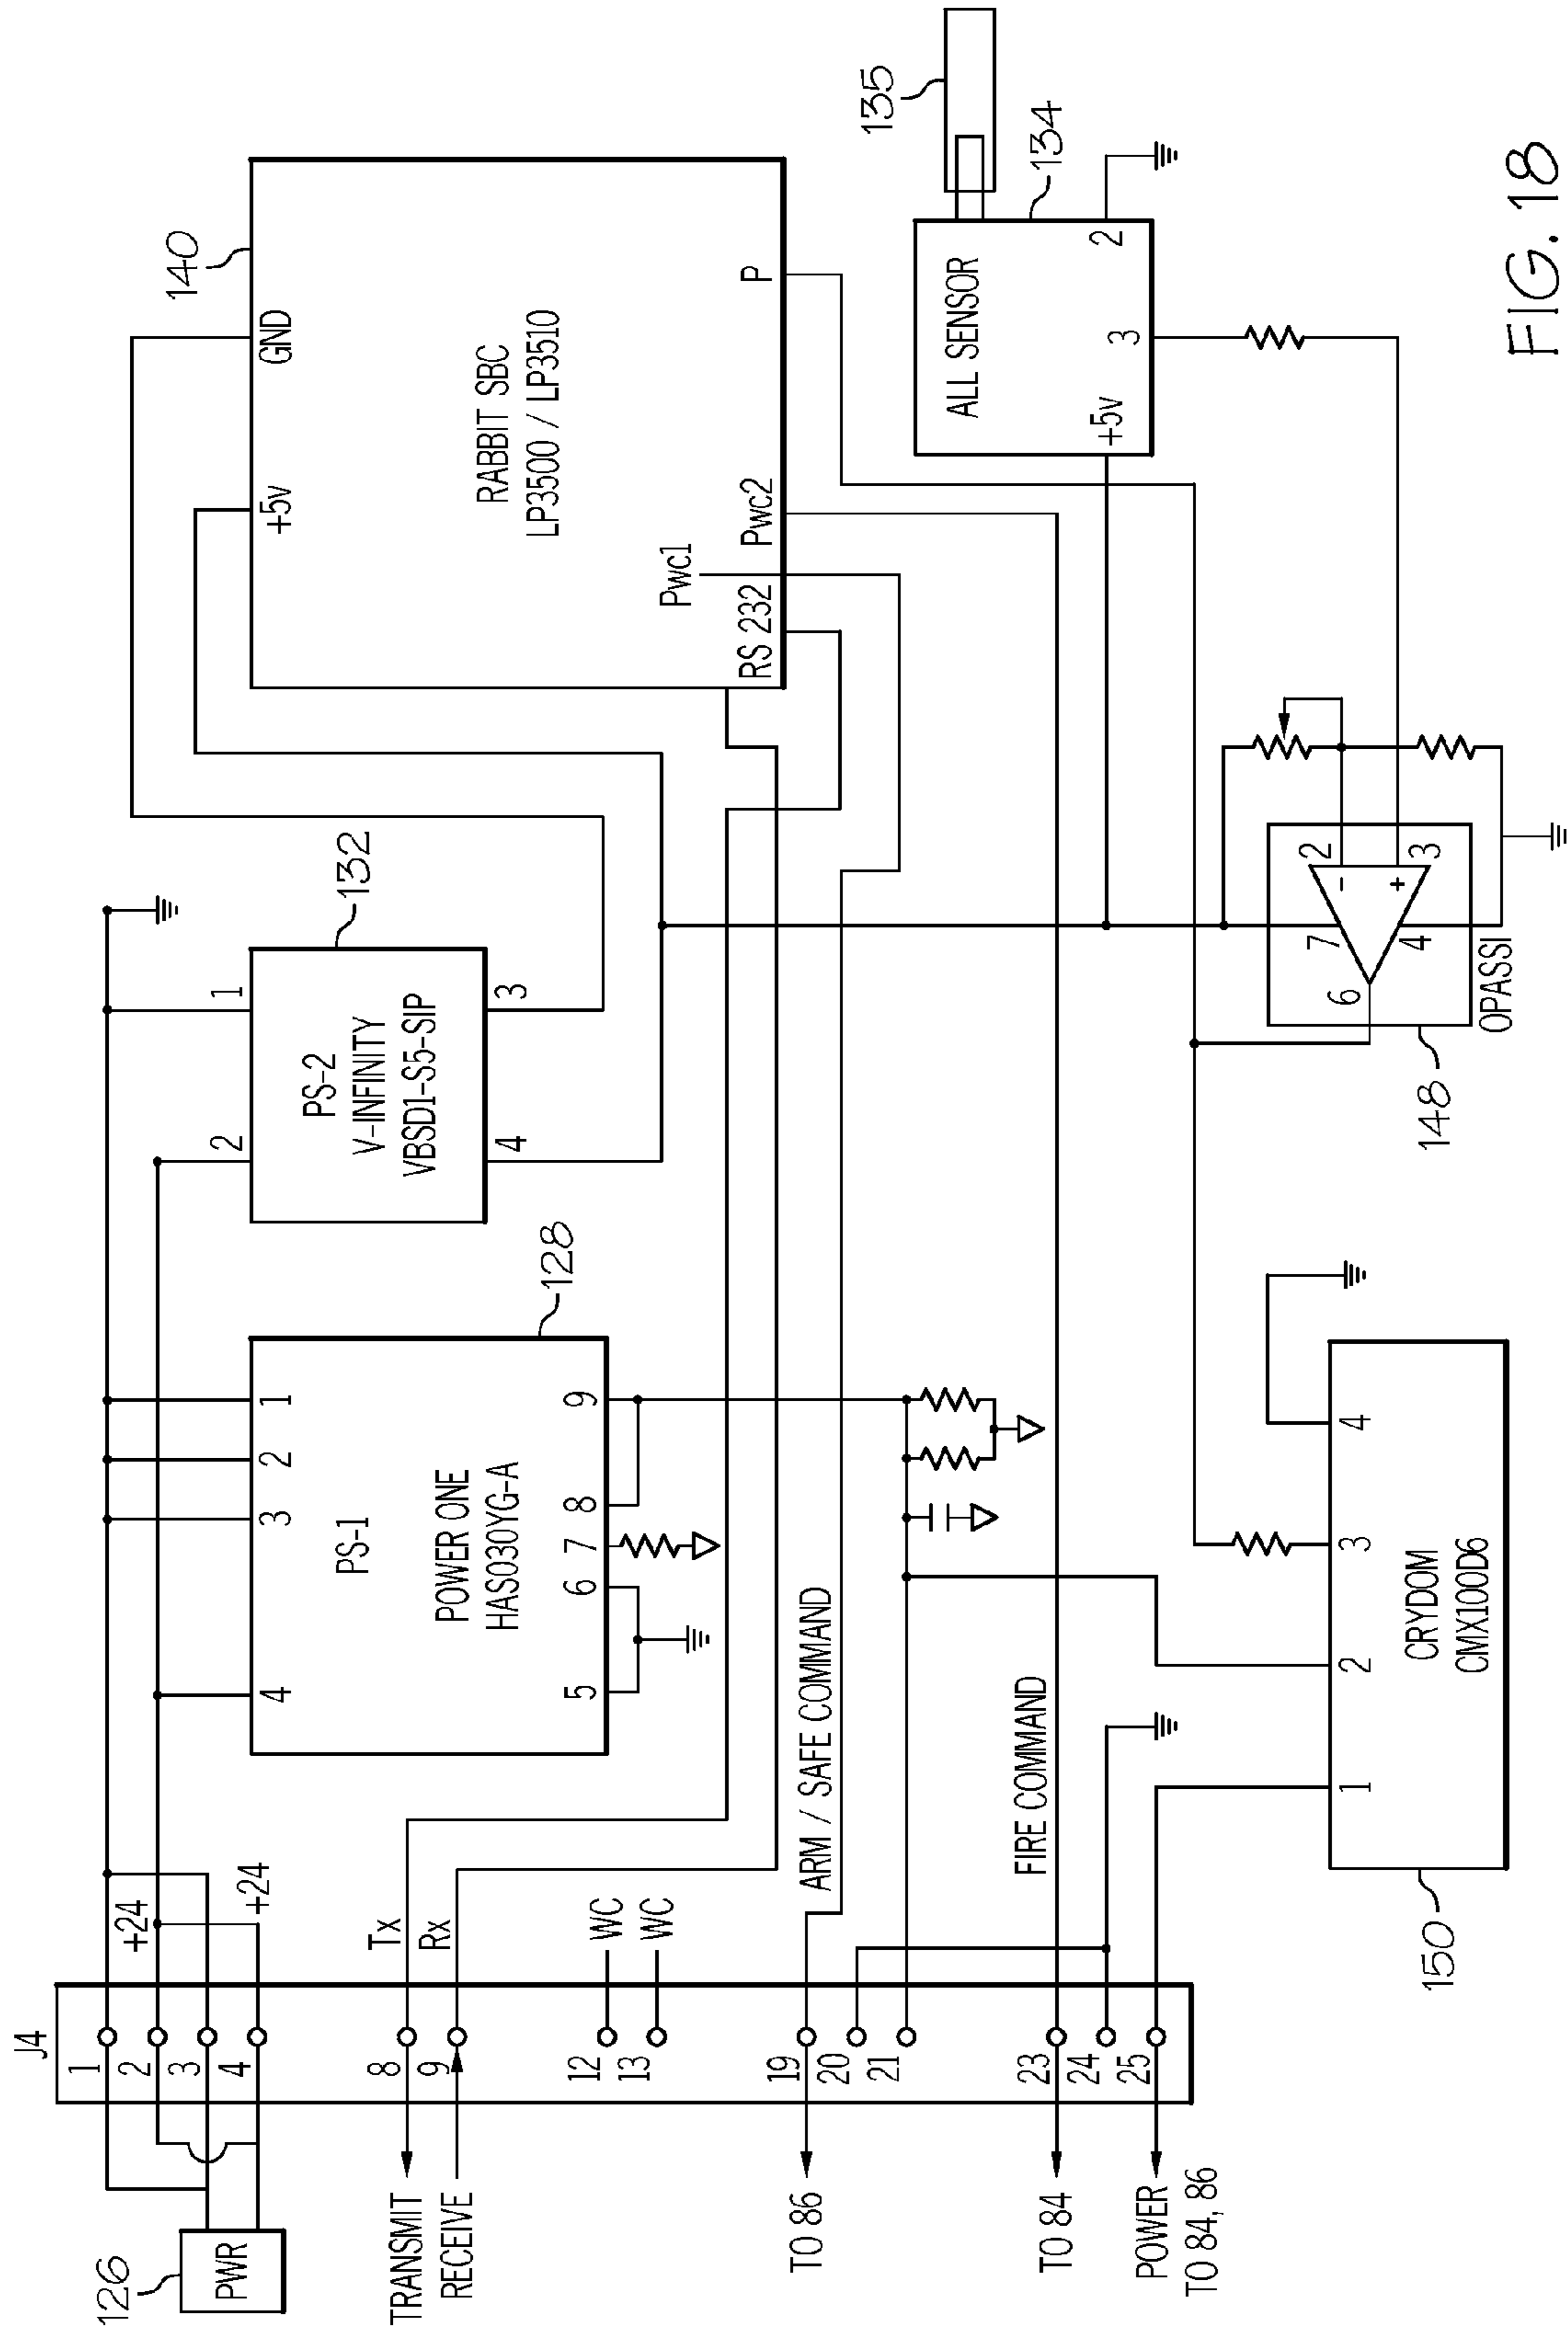 J4
1
2
3
4
8
9
12
13
19
20
21
23
24
25
126
PWR
TRANSMIT
RECEIVE
TO 86
TO 84
POWER
TO 84, 86
+24
+24
Tx
Rx
WC
WC
ARM / SAFE COMMAND
FIRE COMMAND
128
4
3
2
1
PS-1
POWER ONE
HAS030YG-A
5
6
7
8
9
132
2
1
PS-2
V-INFINITY
VBSD1-S5-SIP
4
3
140
+5v
GND
RABBIT SBC
LP3500 / LP3510
Pwc1
RS 232
Pwc2
P
135
134
ALL SENSOR
+5v
3
2
150
1
2
3
4
CRYDOM
CMX100D6
148
6
7
2
-
+
4
3
OPASSI
FIG. 18